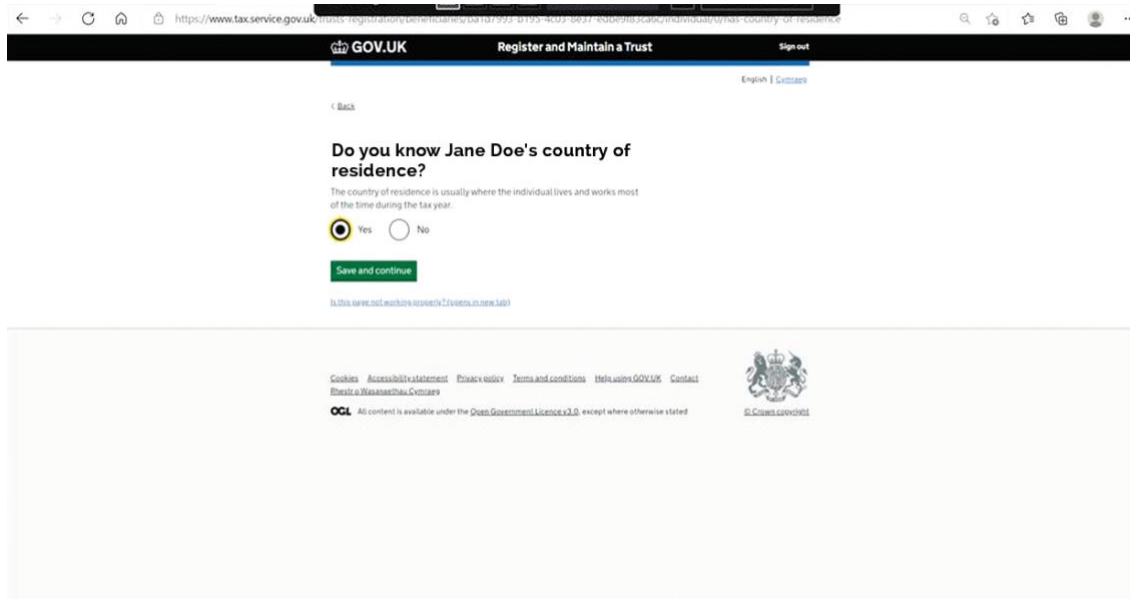 https://www.tax.service.gov.uk/trusts-registration/beneficiaries/
GOV.UK Register and Maintain a Trust Sign out
English | Cymraeg
< Back
Do you know Jane Doe's country of
residence?
The country of residence is usually where the individual lives and works most
of the time during the tax year.
Yes No
Save and continue
Is this page not working properly? (opens in new tab)
Cookies Accessibility statement Privacy policy Terms and conditions Help using GOV.UK Contact
Rhestr o Wasanaethau Cymraeg
OGL All content is available under the Open Government Licence v3.0, except where otherwise stated
© Crown copyright